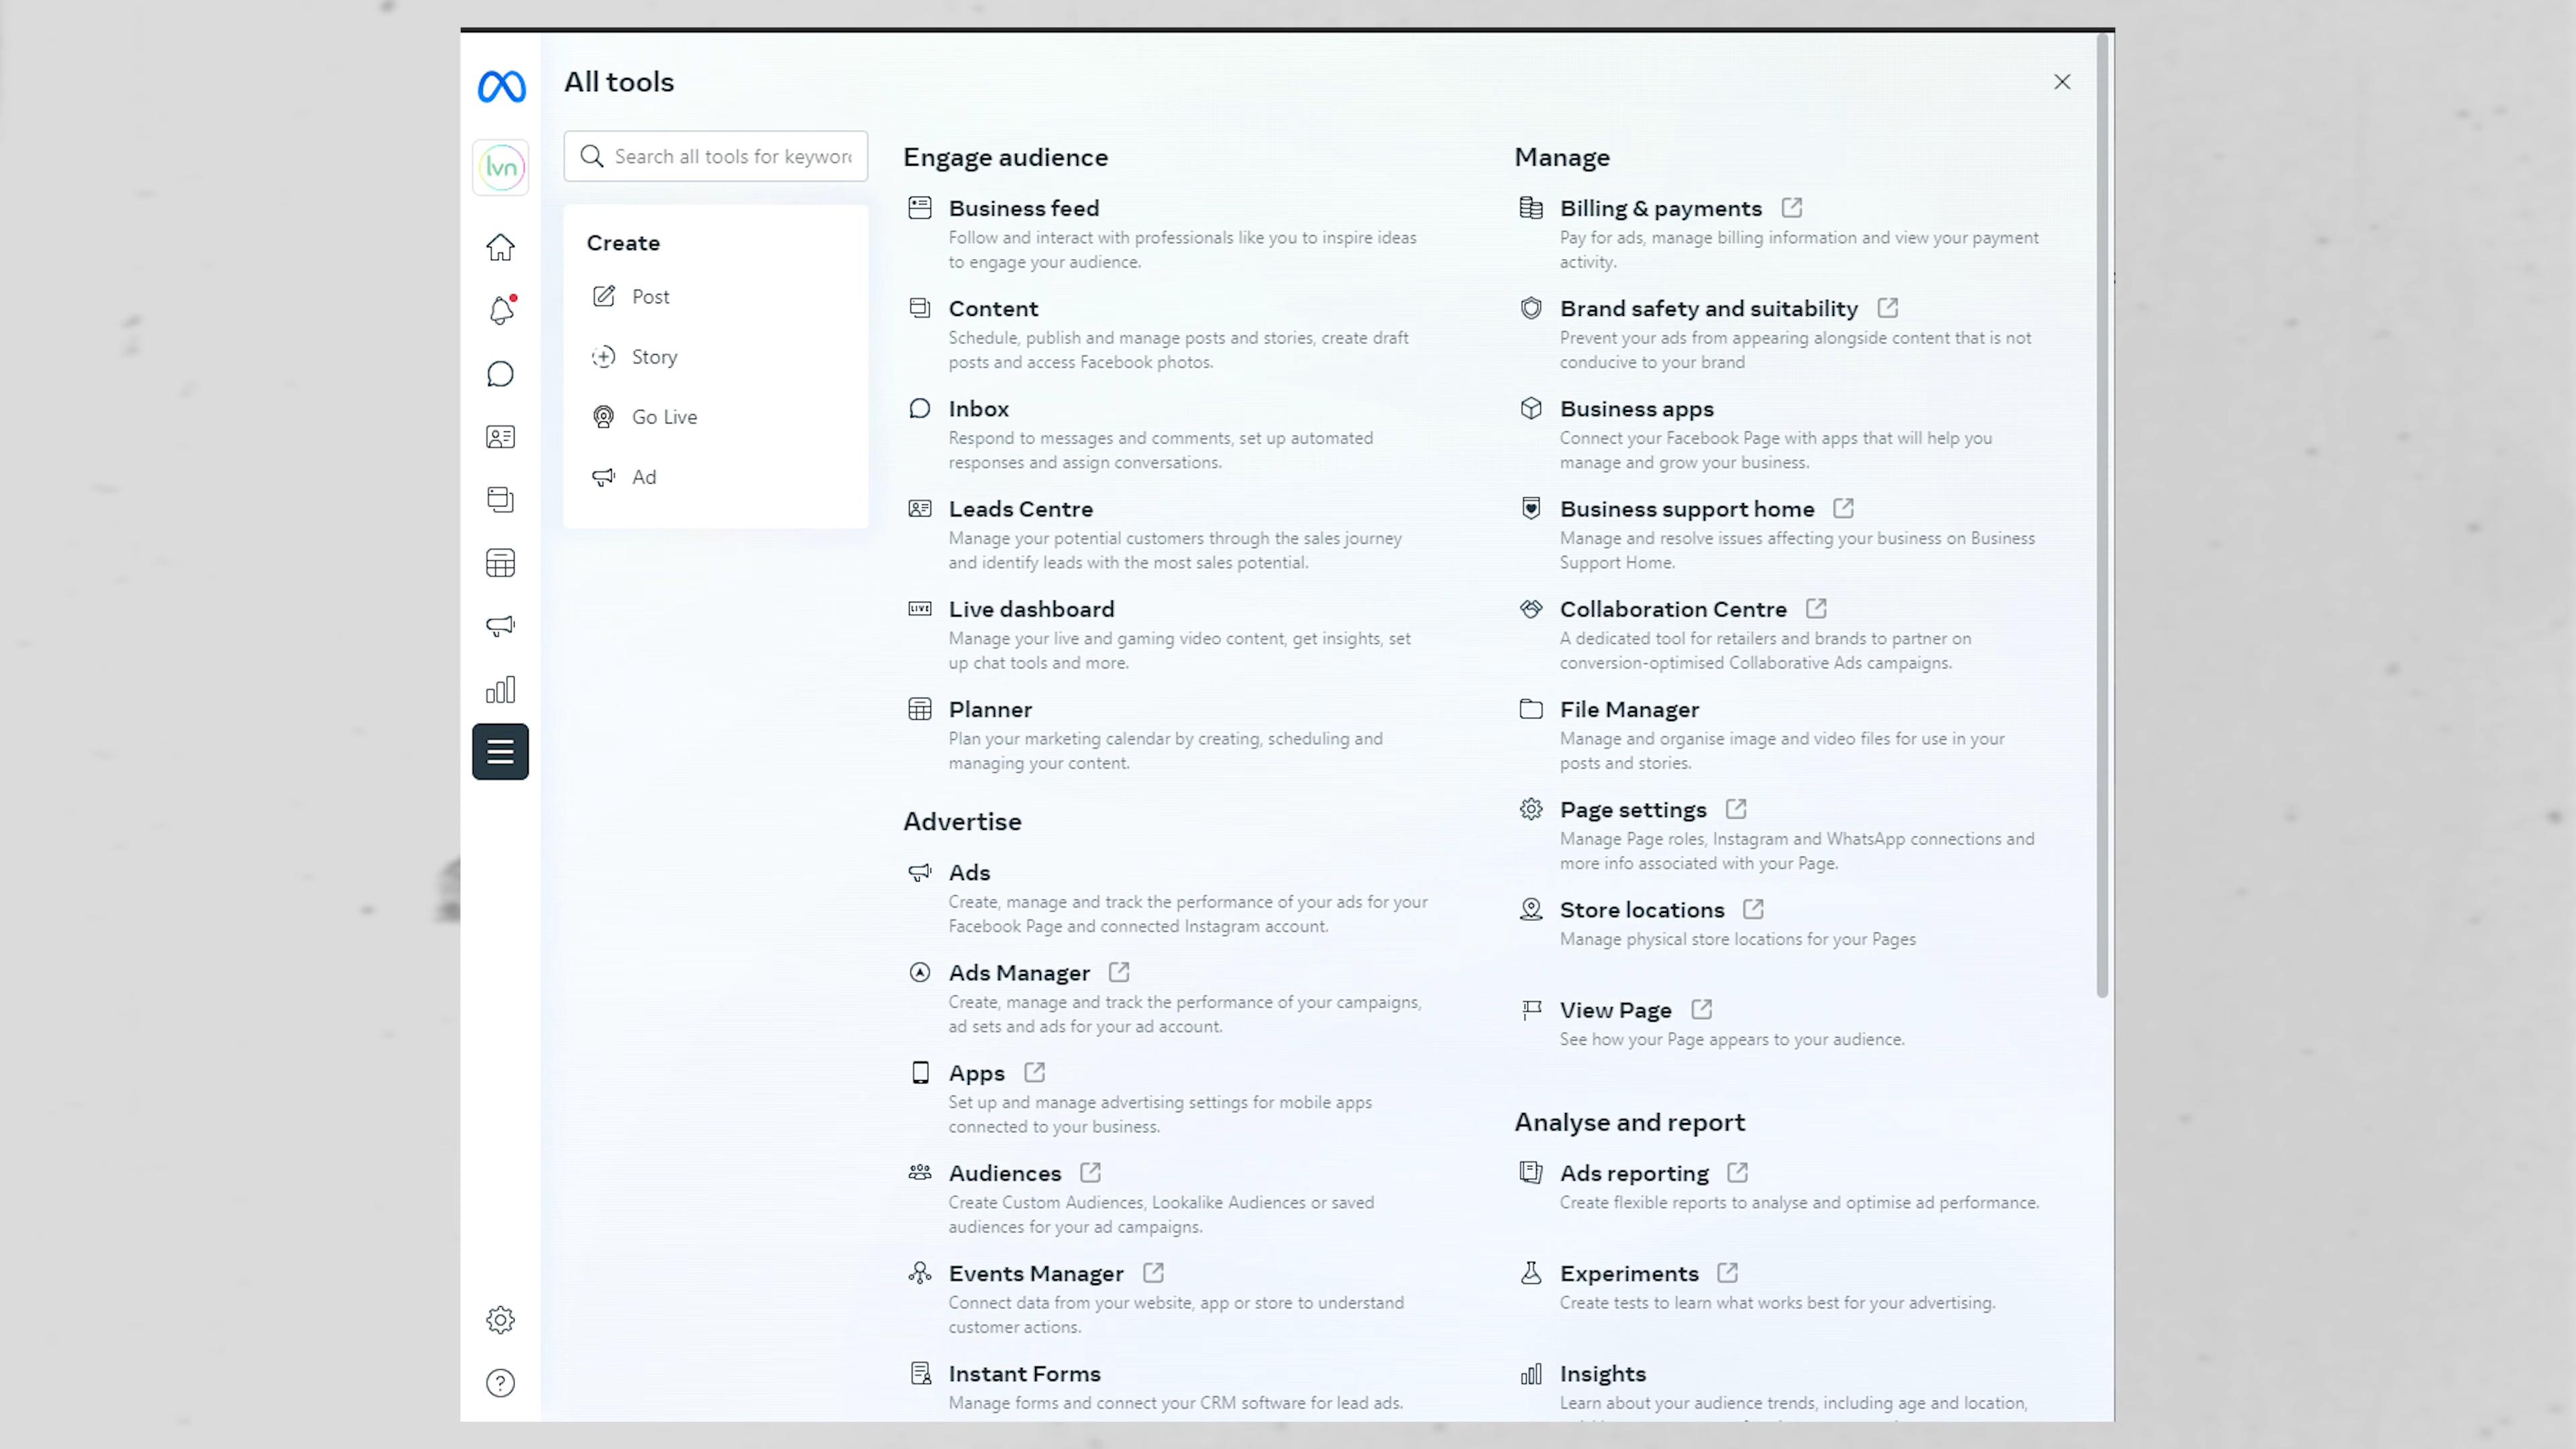 All tools
lvn
Search all tools for keyword
Create
Post
Story
Go Live
Ad
Engage audience
Business feed
Follow and interact with professionals like you to inspire ideas
to engage your audience.
Content
Schedule, publish and manage posts and stories, create draft
posts and access Facebook photos.
Inbox
Respond to messages and comments, set up automated
responses and assign conversations.
Leads Centre
Manage your potential customers through the sales journey
and identify leads with the most sales potential.
LIVE
Live dashboard
Manage your live and gaming video content, get insights, set
up chat tools and more.
Planner
Plan your marketing calendar by creating, scheduling and
managing your content.
Advertise
Ads
Create, manage and track the performance of your ads for your
Facebook Page and connected Instagram account.
Ads Manager
Create, manage and track the performance of your campaigns,
ad sets and ads for your ad account.
Apps
Set up and manage advertising settings for mobile apps
connected to your business.
Audiences
Create Custom Audiences, Lookalike Audiences or saved
audiences for your ad campaigns.
Events Manager
Connect data from your website, app or store to understand
customer actions.
Instant Forms
Manage forms and connect your CRM software for lead ads.
Manage
Billing & payments
Pay for ads, manage billing information and view your payment
activity.
Brand safety and suitability
Prevent your ads from appearing alongside content that is not
conducive to your brand
Business apps
Connect your Facebook Page with apps that will help you
manage and grow your business.
Business support home
Manage and resolve issues affecting your business on Business
Support Home.
Collaboration Centre
A dedicated tool for retailers and brands to partner on
conversion-optimised Collaborative Ads campaigns.
File Manager
Manage and organise image and video files for use in your
posts and stories.
Page settings
Manage Page roles, Instagram and WhatsApp connections and
more info associated with your Page.
Store locations
Manage physical store locations for your Pages
View Page
See how your Page appears to your audience.
Analyse and report
Ads reporting
Create flexible reports to analyse and optimise ad performance.
Experiments
Create tests to learn what works best for your advertising.
Insights
Learn about your audience trends, including age and location,